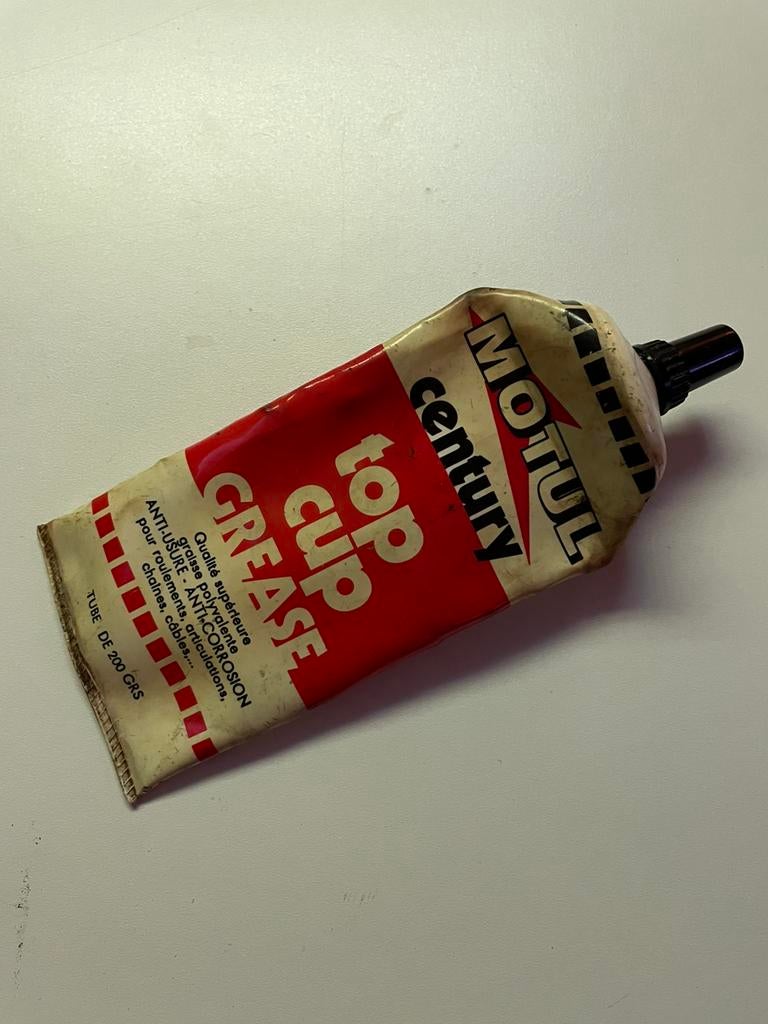 MOTUL
century
top
cup
GREASE
Qualité supérieure
graisse polyvalente
ANTI-USURE - ANTI-CORROSION
pour roulements, articulations,
chaînes, câbles,...
TUBE DE 200 GRS